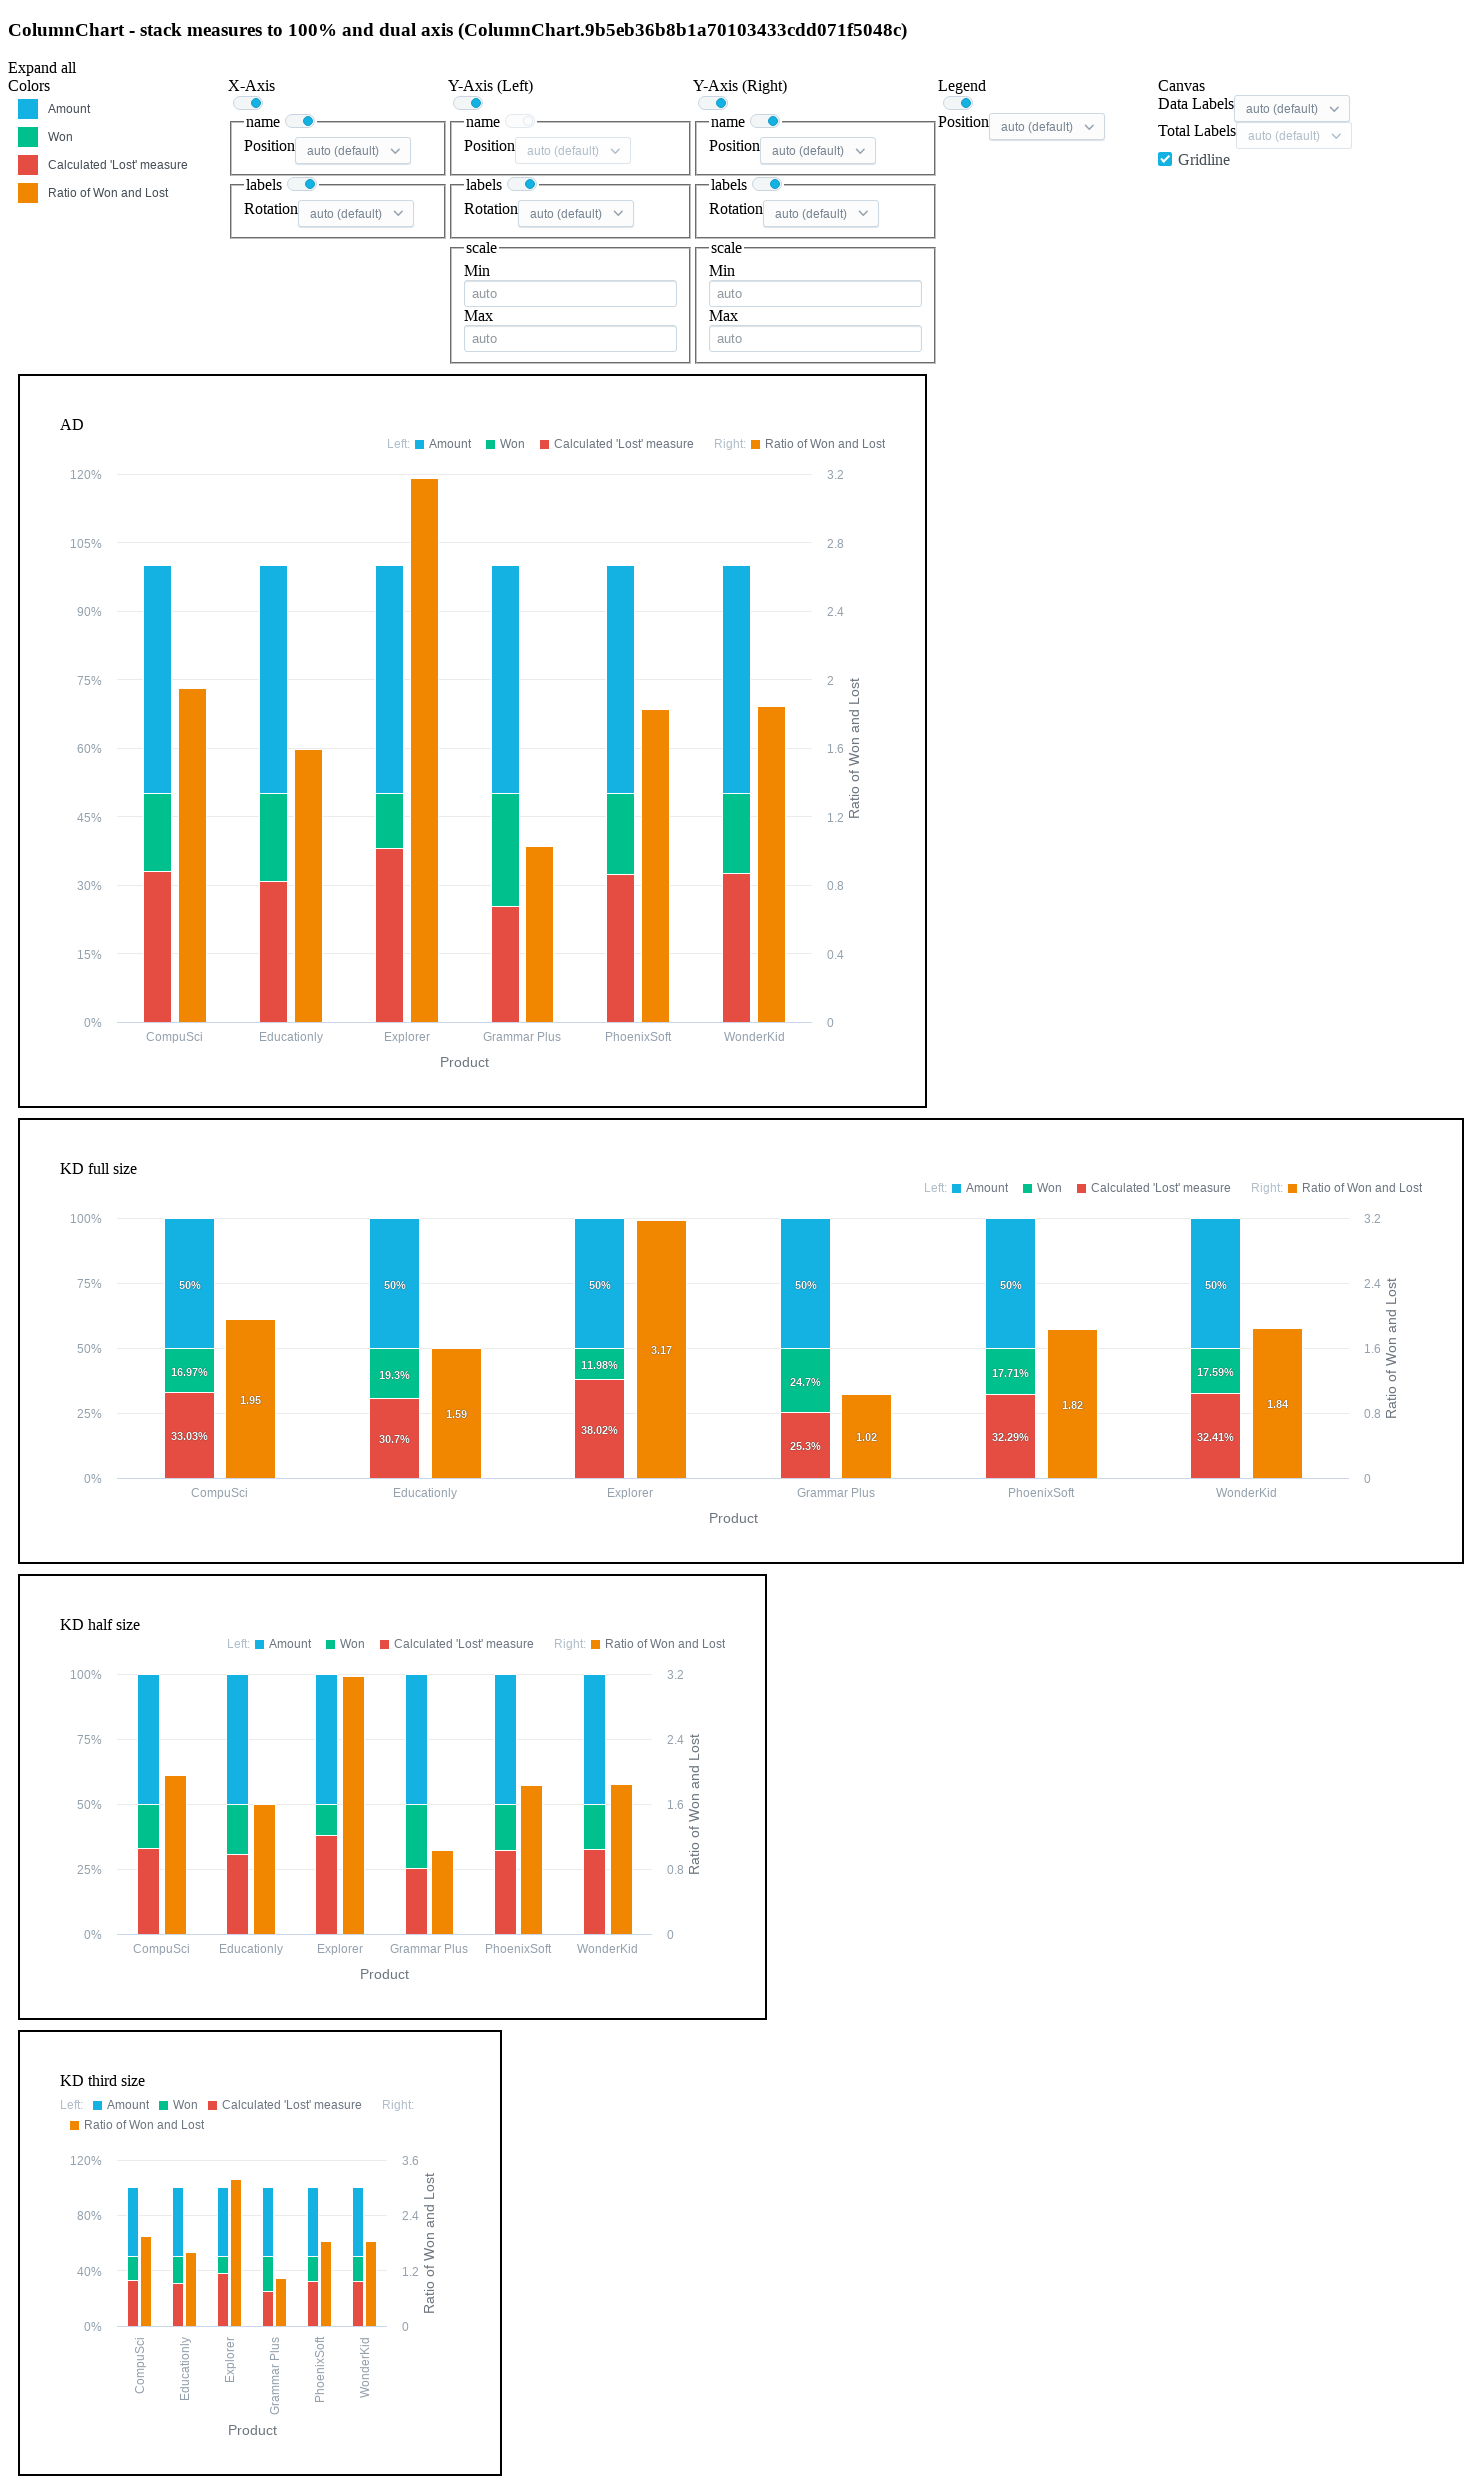 ColumnChart - stack measures to 100% and dual axis (ColumnChart.9b5eb36b8b1a70103433cdd071f5048c)
Expand all
Colors
Amount
Won
Calculated 'Lost' measure
Ratio of Won and Lost
X-Axis
name
Position auto (default)
labels
Rotation auto (default)
Y-Axis (Left)
name
Position auto (default)
labels
Rotation auto (default)
scale
Min
auto
Max
auto
Y-Axis (Right)
name
Position auto (default)
labels
Rotation auto (default)
scale
Min
auto
Max
auto
Legend
Position auto (default)
Canvas
Data Labels auto (default)
Total Labels auto (default)
Gridline
AD
Left: Amount Won Calculated 'Lost' measure Right: Ratio of Won and Lost
120% 3.2
105% 2.8
90% 2.4
75% 2
60% 1.6
45% 1.2
30% 0.8
15% 0.4
0% 0
Ratio of Won and Lost
CompuSci Educationly Explorer Grammar Plus PhoenixSoft WonderKid
Product
KD full size
Left: Amount Won Calculated 'Lost' measure Right: Ratio of Won and Lost
100% 3.2
75% 2.4
50% 1.6
25% 0.8
0% 0
50% 50% 50% 50% 50% 50%
16.97% 19.3% 11.98% 24.7% 17.71% 17.59%
33.03% 30.7% 38.02% 25.3% 32.29% 32.41%
1.95 1.59 3.17 1.02 1.82 1.84
Ratio of Won and Lost
CompuSci Educationly Explorer Grammar Plus PhoenixSoft WonderKid
Product
KD half size
Left: Amount Won Calculated 'Lost' measure Right: Ratio of Won and Lost
100% 3.2
75% 2.4
50% 1.6
25% 0.8
0% 0
Ratio of Won and Lost
CompuSci Educationly Explorer Grammar Plus PhoenixSoft WonderKid
Product
KD third size
Left: Amount Won Calculated 'Lost' measure Right:
Ratio of Won and Lost
120% 3.6
80% 2.4
40% 1.2
0% 0
Ratio of Won and Lost
CompuSci Educationly Explorer Grammar Plus PhoenixSoft WonderKid
Product